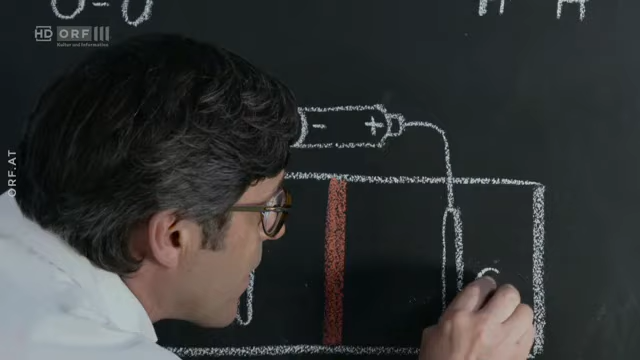 O=O
HD ORF III
Kultur und Information
- +
ORF.AT